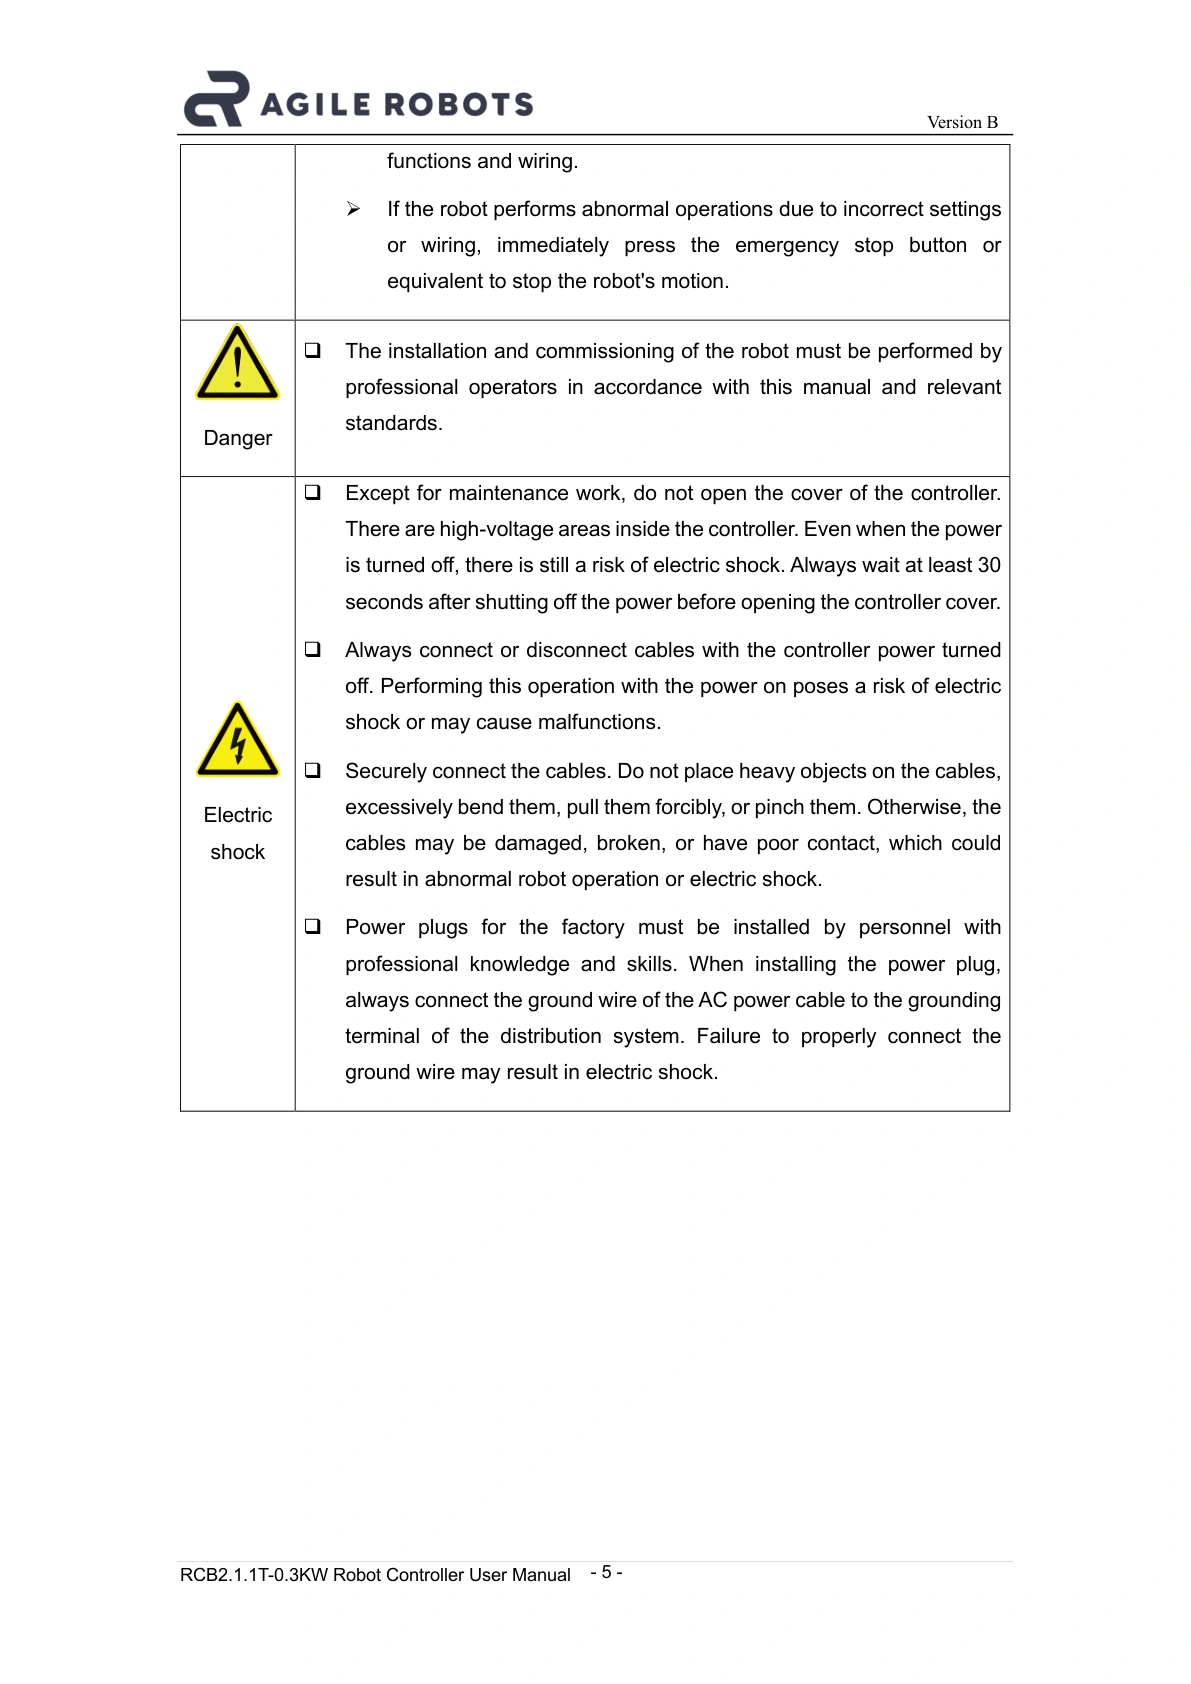 AGILE ROBOTS
Version B
functions and wiring.
If the robot performs abnormal operations due to incorrect settings
or wiring, immediately press the emergency stop button or
equivalent to stop the robot's motion.
Danger
The installation and commissioning of the robot must be performed by
professional operators in accordance with this manual and relevant
standards.
Electric
shock
Except for maintenance work, do not open the cover of the controller.
There are high-voltage areas inside the controller. Even when the power
is turned off, there is still a risk of electric shock. Always wait at least 30
seconds after shutting off the power before opening the controller cover.
Always connect or disconnect cables with the controller power turned
off. Performing this operation with the power on poses a risk of electric
shock or may cause malfunctions.
Securely connect the cables. Do not place heavy objects on the cables,
excessively bend them, pull them forcibly, or pinch them. Otherwise, the
cables may be damaged, broken, or have poor contact, which could
result in abnormal robot operation or electric shock.
Power plugs for the factory must be installed by personnel with
professional knowledge and skills. When installing the power plug,
always connect the ground wire of the AC power cable to the grounding
terminal of the distribution system. Failure to properly connect the
ground wire may result in electric shock.
RCB2.1.1T-0.3KW Robot Controller User Manual - 5 -